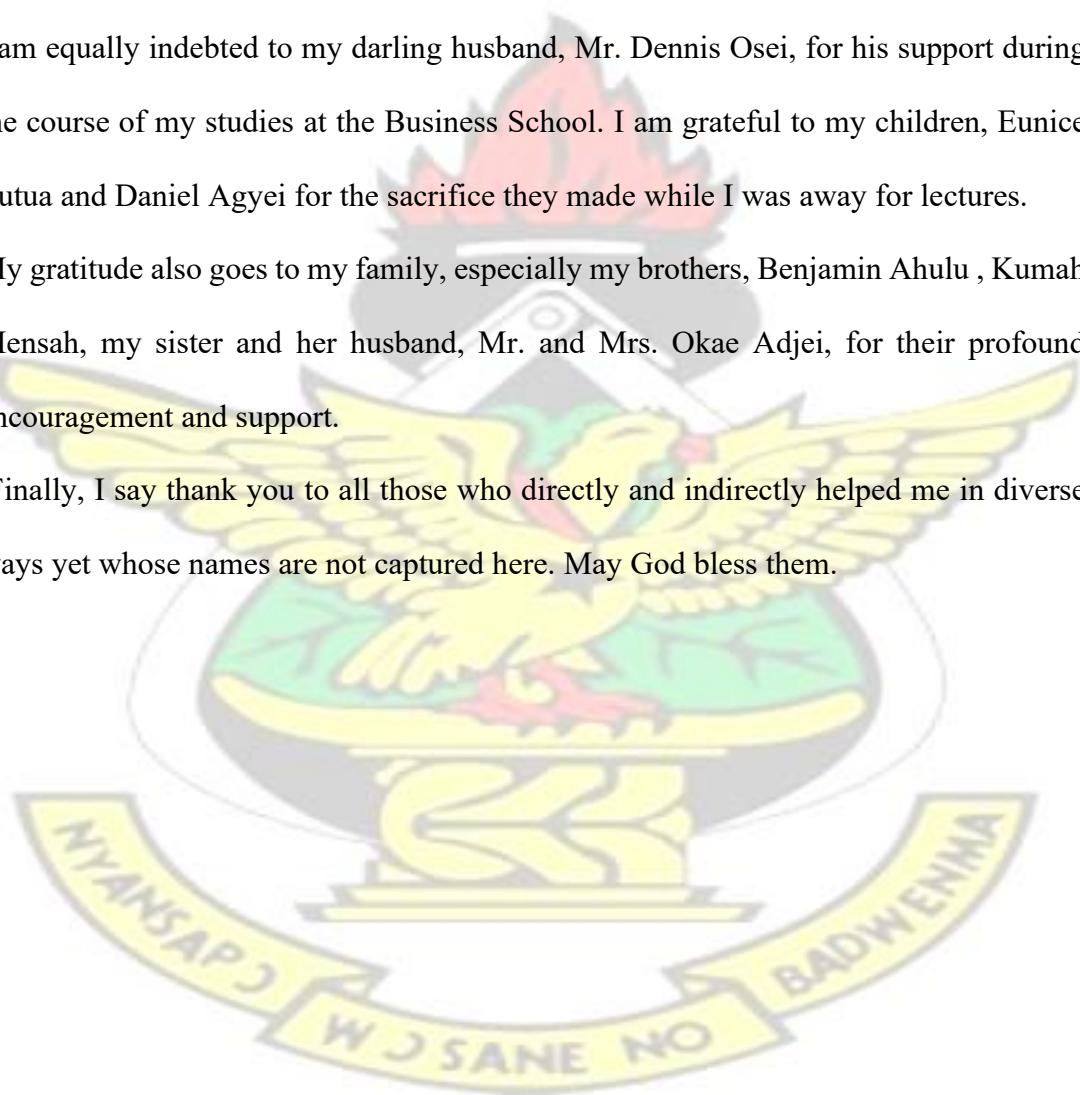 am equally indebted to my darling husband, Mr. Dennis Osei, for his support during
he course of my studies at the Business School. I am grateful to my children, Eunice
utua and Daniel Agyei for the sacrifice they made while I was away for lectures.
y gratitude also goes to my family, especially my brothers, Benjamin Ahulu , Kumah
ensah, my sister and her husband, Mr. and Mrs. Okae Adjei, for their profound
ncouragement and support.
Finally, I say thank you to all those who directly and indirectly helped me in diverse
ays yet whose names are not captured here. May God bless them.
NYANSAPƆ
WƆSANE NO
BADWENMA